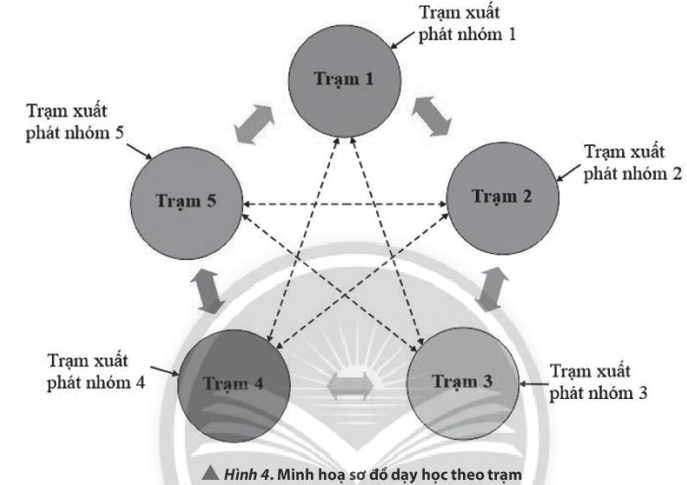 Trạm xuất
phát nhóm 1
Trạm 1
Trạm xuất
phát nhóm 5
Trạm xuất
phát nhóm 2
Trạm 5
Trạm 2
Trạm xuất
phát nhóm 4
Trạm 4
Trạm 3
Trạm xuất
phát nhóm 3
▲ Hình 4. Minh hoạ sơ đồ dạy học theo trạm